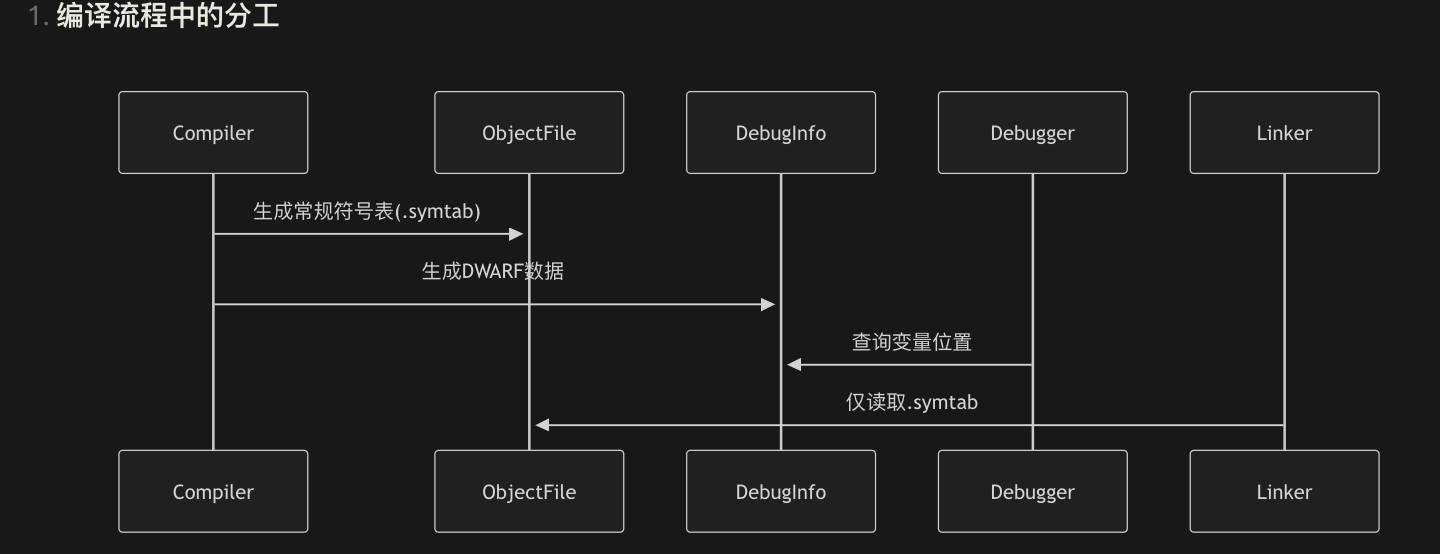 1. 编译流程中的分工
Compiler
ObjectFile
DebugInfo
Debugger
Linker
生成常规符号表(.symtab)
生成DWARF数据
查询变量位置
仅读取.symtab
Compiler
ObjectFile
DebugInfo
Debugger
Linker